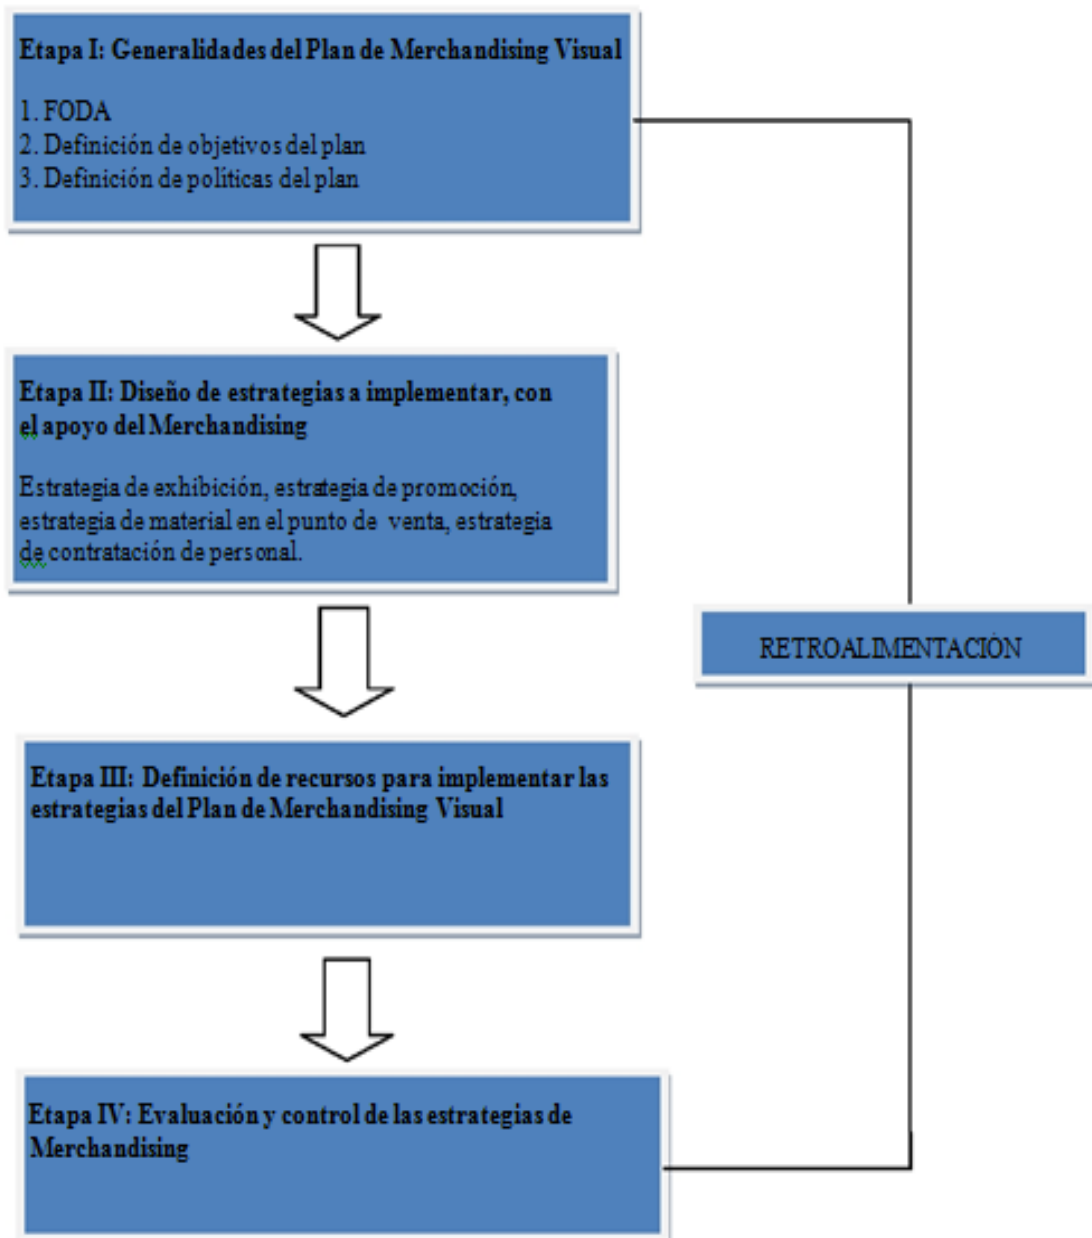 Etapa I: Generalidades del Plan de Merchandising Visual
1. FODA
2. Definición de objetivos del plan
3. Definición de políticas del plan
Etapa II: Diseño de estrategias a implementar, con
el apoyo del Merchandising
Estrategia de exhibición, estrategia de promoción,
estrategia de material en el punto de venta, estrategia
de contratación de personal.
RETROALIMENTACIÓN
Etapa III: Definición de recursos para implementar las
estrategias del Plan de Merchandising Visual
Etapa IV: Evaluación y control de las estrategias de
Merchandising